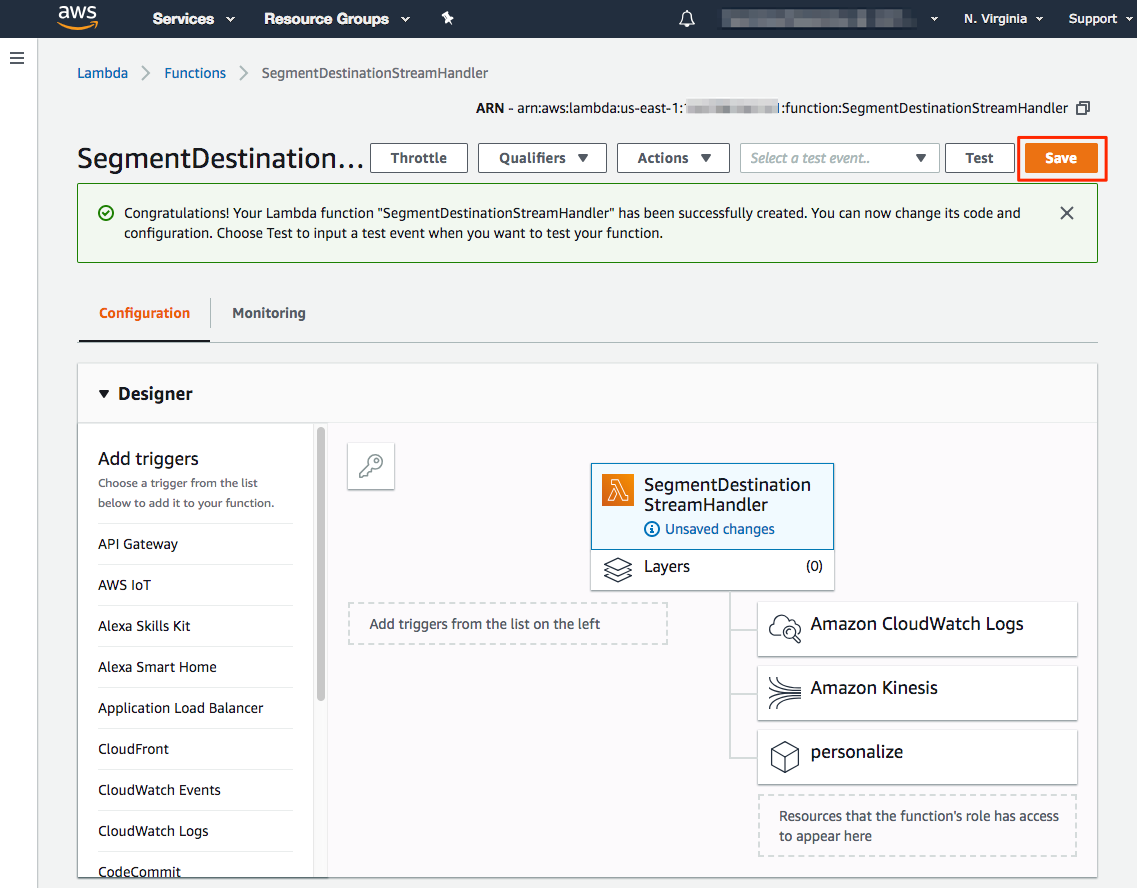 aws Services Resource Groups N. Virginia Support
Lambda Functions SegmentDestinationStreamHandler
ARN - arn:aws:lambda:us-east-1: :function:SegmentDestinationStreamHandler
SegmentDestination... Throttle Qualifiers Actions Select a test event.. Test Save
Congratulations! Your Lambda function "SegmentDestinationStreamHandler" has been successfully created. You can now change its code and
configuration. Choose Test to input a test event when you want to test your function.
Configuration Monitoring
Designer
Add triggers
Choose a trigger from the list
below to add it to your function.
API Gateway
AWS IoT
Alexa Skills Kit
Alexa Smart Home
Application Load Balancer
CloudFront
CloudWatch Events
CloudWatch Logs
CodeCommit
SegmentDestination
StreamHandler
Unsaved changes
Layers (0)
Add triggers from the list on the left
Amazon CloudWatch Logs
Amazon Kinesis
personalize
Resources that the function's role has access
to appear here